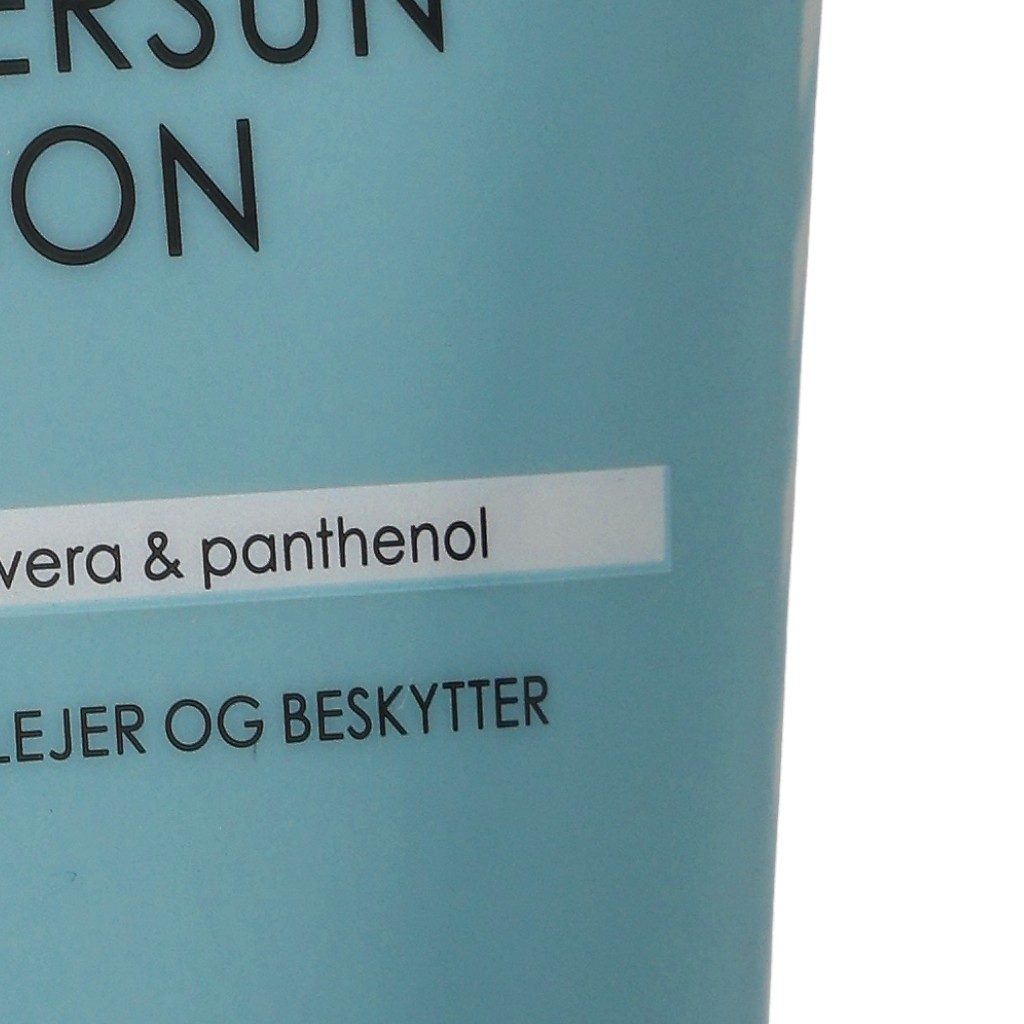 ERSUN
ON
vera & panthenol
LEJER OG BESKYTTER